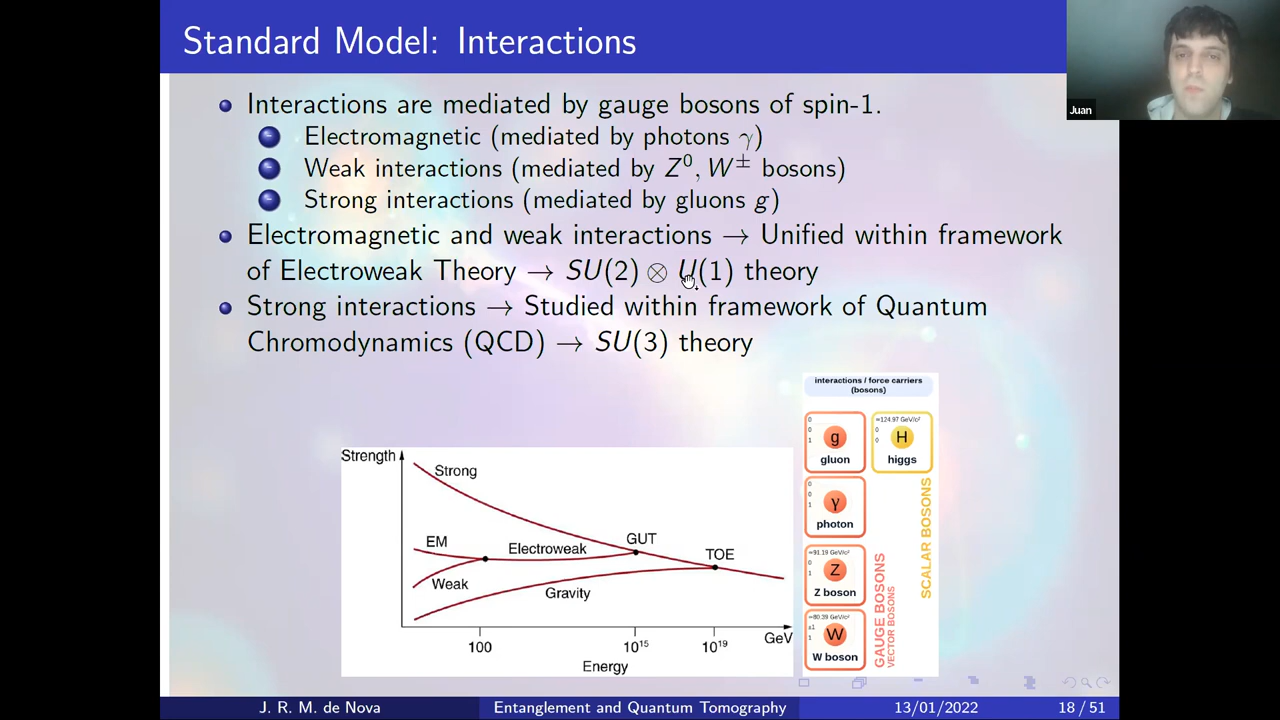 Standard Model: Interactions
Juan
Interactions are mediated by gauge bosons of spin-1.
Electromagnetic (mediated by photons γ)
Weak interactions (mediated by Z⁰, W± bosons)
Strong interactions (mediated by gluons g)
Electromagnetic and weak interactions → Unified within framework
of Electroweak Theory → SU(2) ⊗ U(1) theory
Strong interactions → Studied within framework of Quantum
Chromodynamics (QCD) → SU(3) theory
Strength
Strong
EM
Weak
Electroweak
GUT
TOE
Gravity
GeV
100
10¹⁵
10¹⁹
Energy
interactions / force carriers
(bosons)
0
0
1
g
gluon
≈124.97 GeV/c²
0
0
H
higgs
0
0
1
γ
photon
≈91.19 GeV/c²
0
1
Z
Z boson
≈80.39 GeV/c²
±1
1
W
W boson
GAUGE BOSONS
VECTOR BOSONS
SCALAR BOSONS
J. R. M. de Nova
Entanglement and Quantum Tomography
13/01/2022
18 / 51